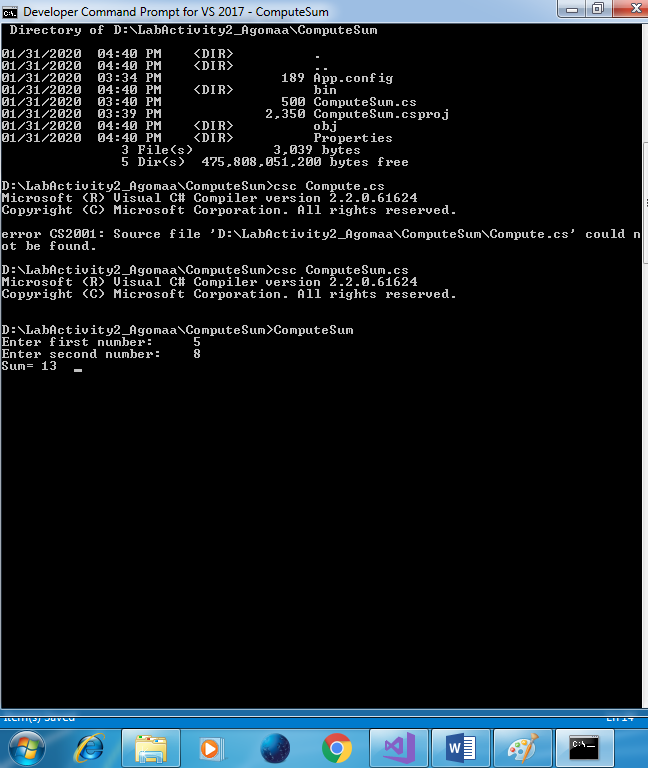 Developer Command Prompt for VS 2017 - ComputeSum
Directory of D:\LabActivity2_Agomaa\ComputeSum
01/31/2020  04:40 PM    <DIR>          .
01/31/2020  04:40 PM    <DIR>          ..
01/31/2020  03:34 PM               189 App.config
01/31/2020  04:40 PM    <DIR>          bin
01/31/2020  03:40 PM               500 ComputeSum.cs
01/31/2020  03:39 PM             2,350 ComputeSum.csproj
01/31/2020  04:40 PM    <DIR>          obj
01/31/2020  04:40 PM    <DIR>          Properties
3 File(s)          3,039 bytes
5 Dir(s)  475,808,051,200 bytes free
D:\LabActivity2_Agomaa\ComputeSum>csc Compute.cs
Microsoft (R) Visual C# Compiler version 2.2.0.61624
Copyright (C) Microsoft Corporation. All rights reserved.
error CS2001: Source file 'D:\LabActivity2_Agomaa\ComputeSum\Compute.cs' could n
ot be found.
D:\LabActivity2_Agomaa\ComputeSum>csc ComputeSum.cs
Microsoft (R) Visual C# Compiler version 2.2.0.61624
Copyright (C) Microsoft Corporation. All rights reserved.
D:\LabActivity2_Agomaa\ComputeSum>ComputeSum
Enter first number:     5
Enter second number:    8
Sum= 13
Item(s) Saved
Ln 14